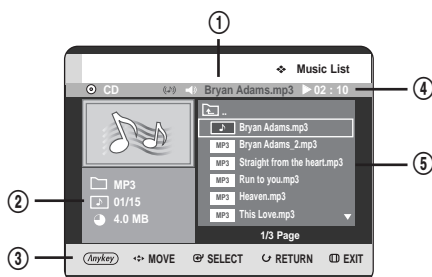 ①
❖ Music List
CD Bryan Adams.mp3 ▶ 02 : 10
④
..
Bryan Adams.mp3
MP3 Bryan Adams_2.mp3
MP3 Straight from the heart.mp3
⑤
MP3 Run to you.mp3
MP3 Heaven.mp3
MP3 This Love.mp3
MP3
② 01/15
4.0 MB
1/3 Page
③ Anykey MOVE SELECT RETURN EXIT